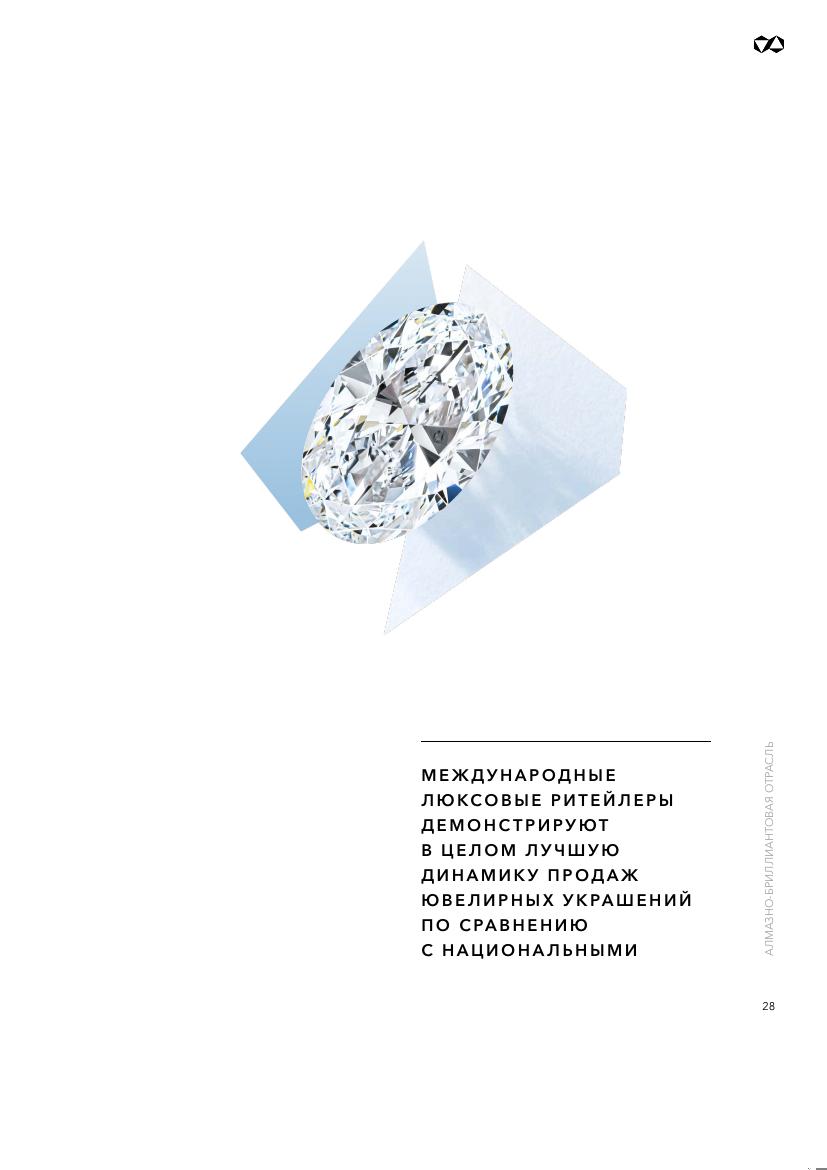 МЕЖДУНАРОДНЫЕ
ЛЮКСОВЫЕ РИТЕЙЛЕРЫ
ДЕМОНСТРИРУЮТ
В ЦЕЛОМ ЛУЧШУЮ
ДИНАМИКУ ПРОДАЖ
ЮВЕЛИРНЫХ УКРАШЕНИЙ
ПО СРАВНЕНИЮ
С НАЦИОНАЛЬНЫМИ
АЛМАЗНО-БРИЛЛИАНТОВАЯ ОТРАСЛЬ
28